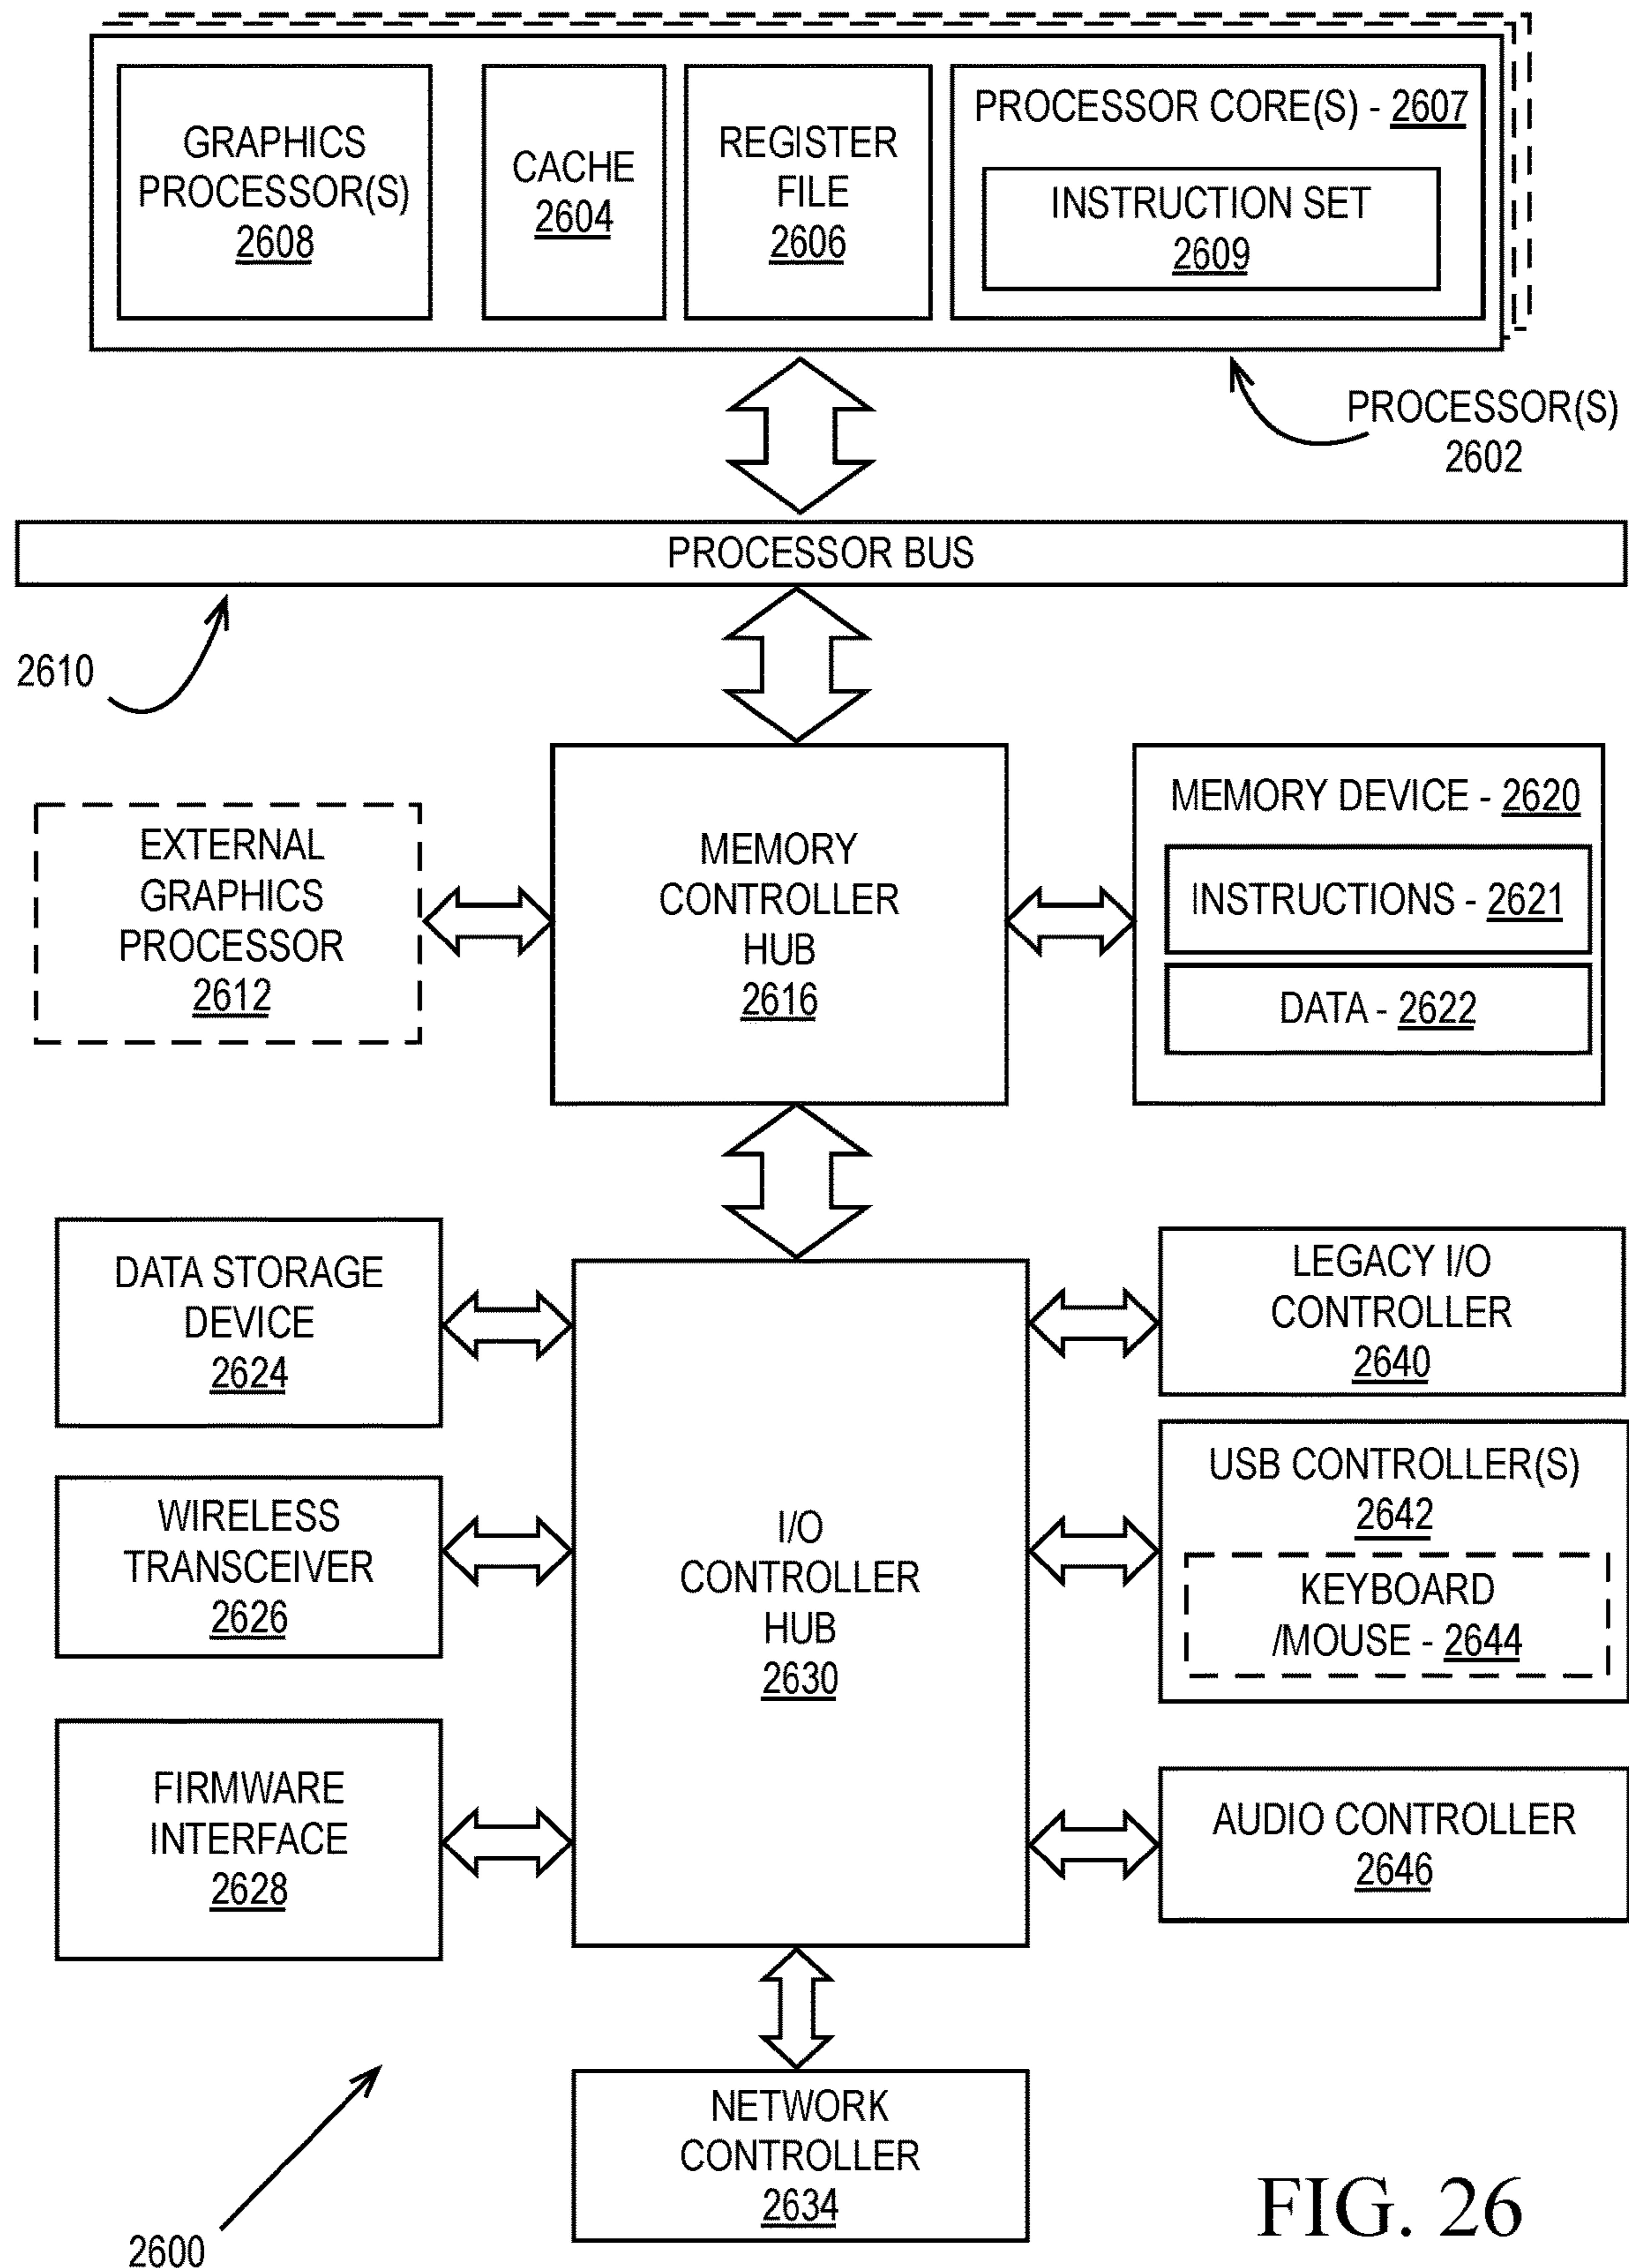 GRAPHICS
PROCESSOR(S)
2608
CACHE
2604
REGISTER
FILE
2606
PROCESSOR CORE(S) - 2607
INSTRUCTION SET
2609
PROCESSOR(S)
2602
PROCESSOR BUS
2610
EXTERNAL
GRAPHICS
PROCESSOR
2612
MEMORY
CONTROLLER
HUB
2616
MEMORY DEVICE - 2620
INSTRUCTIONS - 2621
DATA - 2622
DATA STORAGE
DEVICE
2624
WIRELESS
TRANSCEIVER
2626
FIRMWARE
INTERFACE
2628
I/O
CONTROLLER
HUB
2630
LEGACY I/O
CONTROLLER
2640
USB CONTROLLER(S)
2642
KEYBOARD
/MOUSE - 2644
AUDIO CONTROLLER
2646
NETWORK
CONTROLLER
2634
2600
FIG. 26